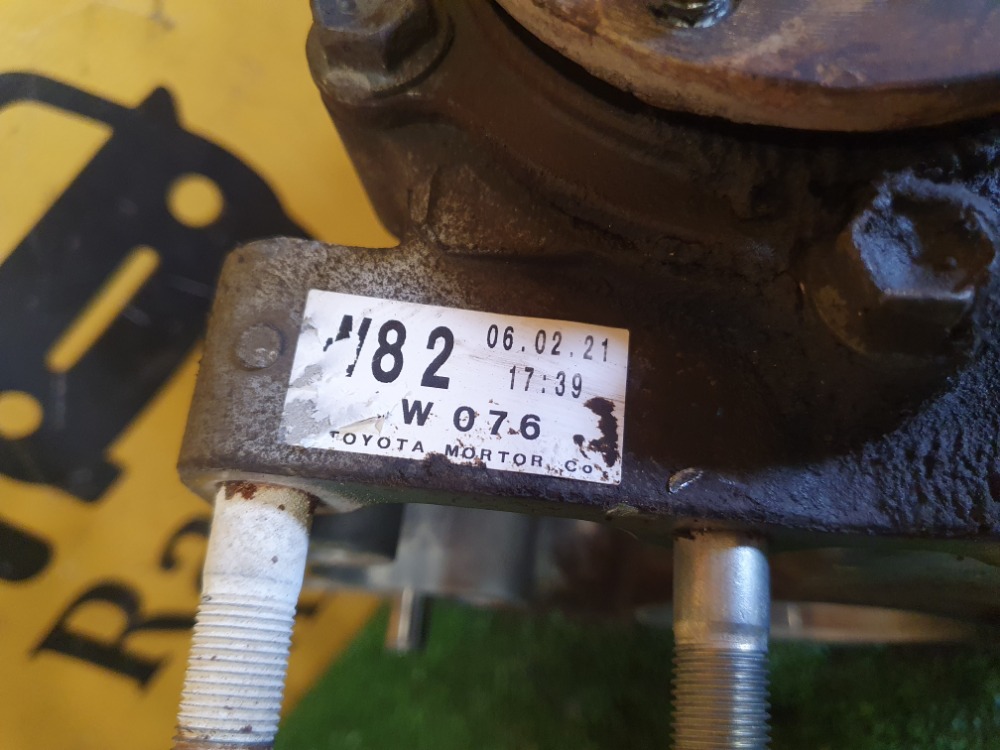 82 06.02.21
17:39
W 076
TOYOTA MORTOR Co